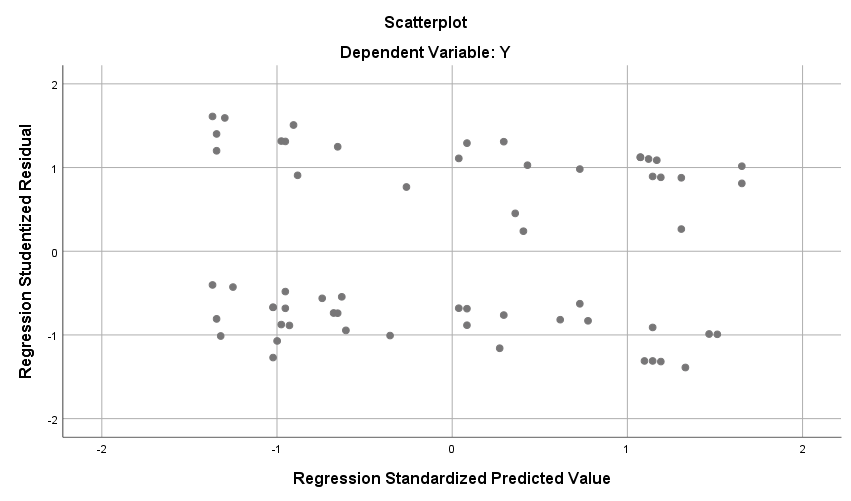 Scatterplot
Dependent Variable: Y
Regression Studentized Residual
2
1
0
-1
-2
-2 -1 0 1 2
Regression Standardized Predicted Value